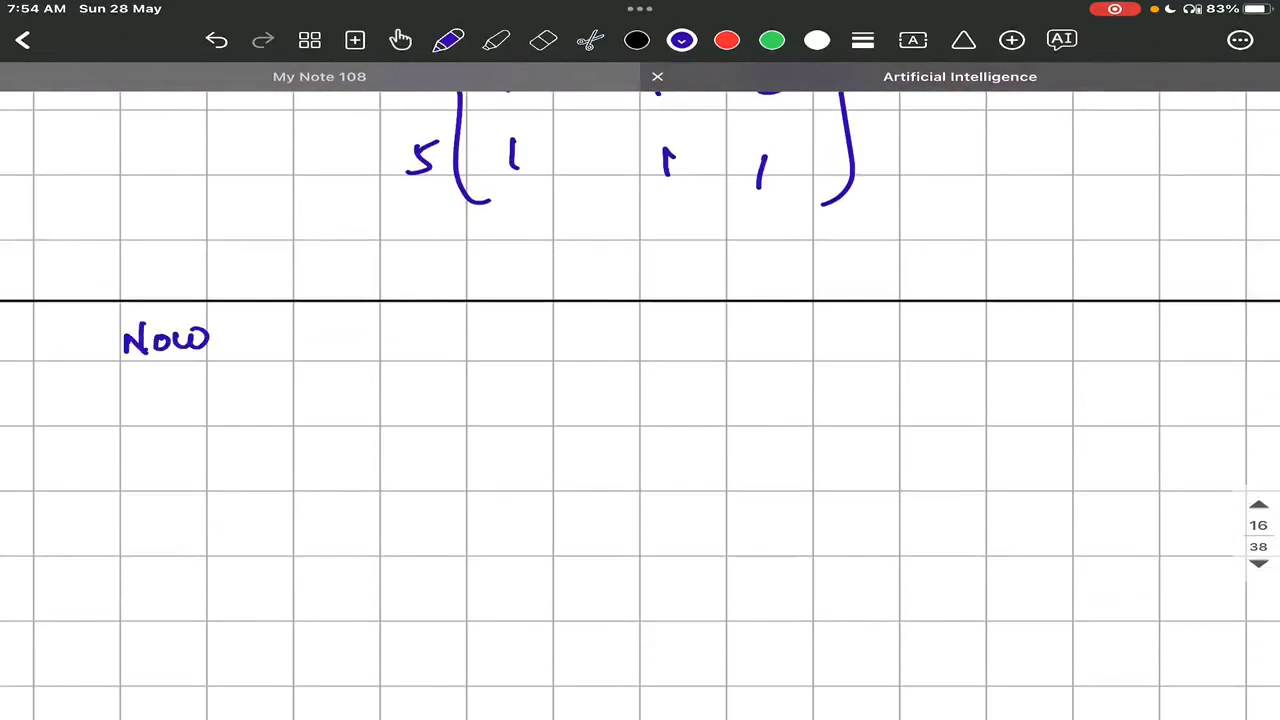 7:54 AM Sun 28 May
83%
A
AI
My Note 108
Artificial Intelligence
5 1 1 1
Now
16
38